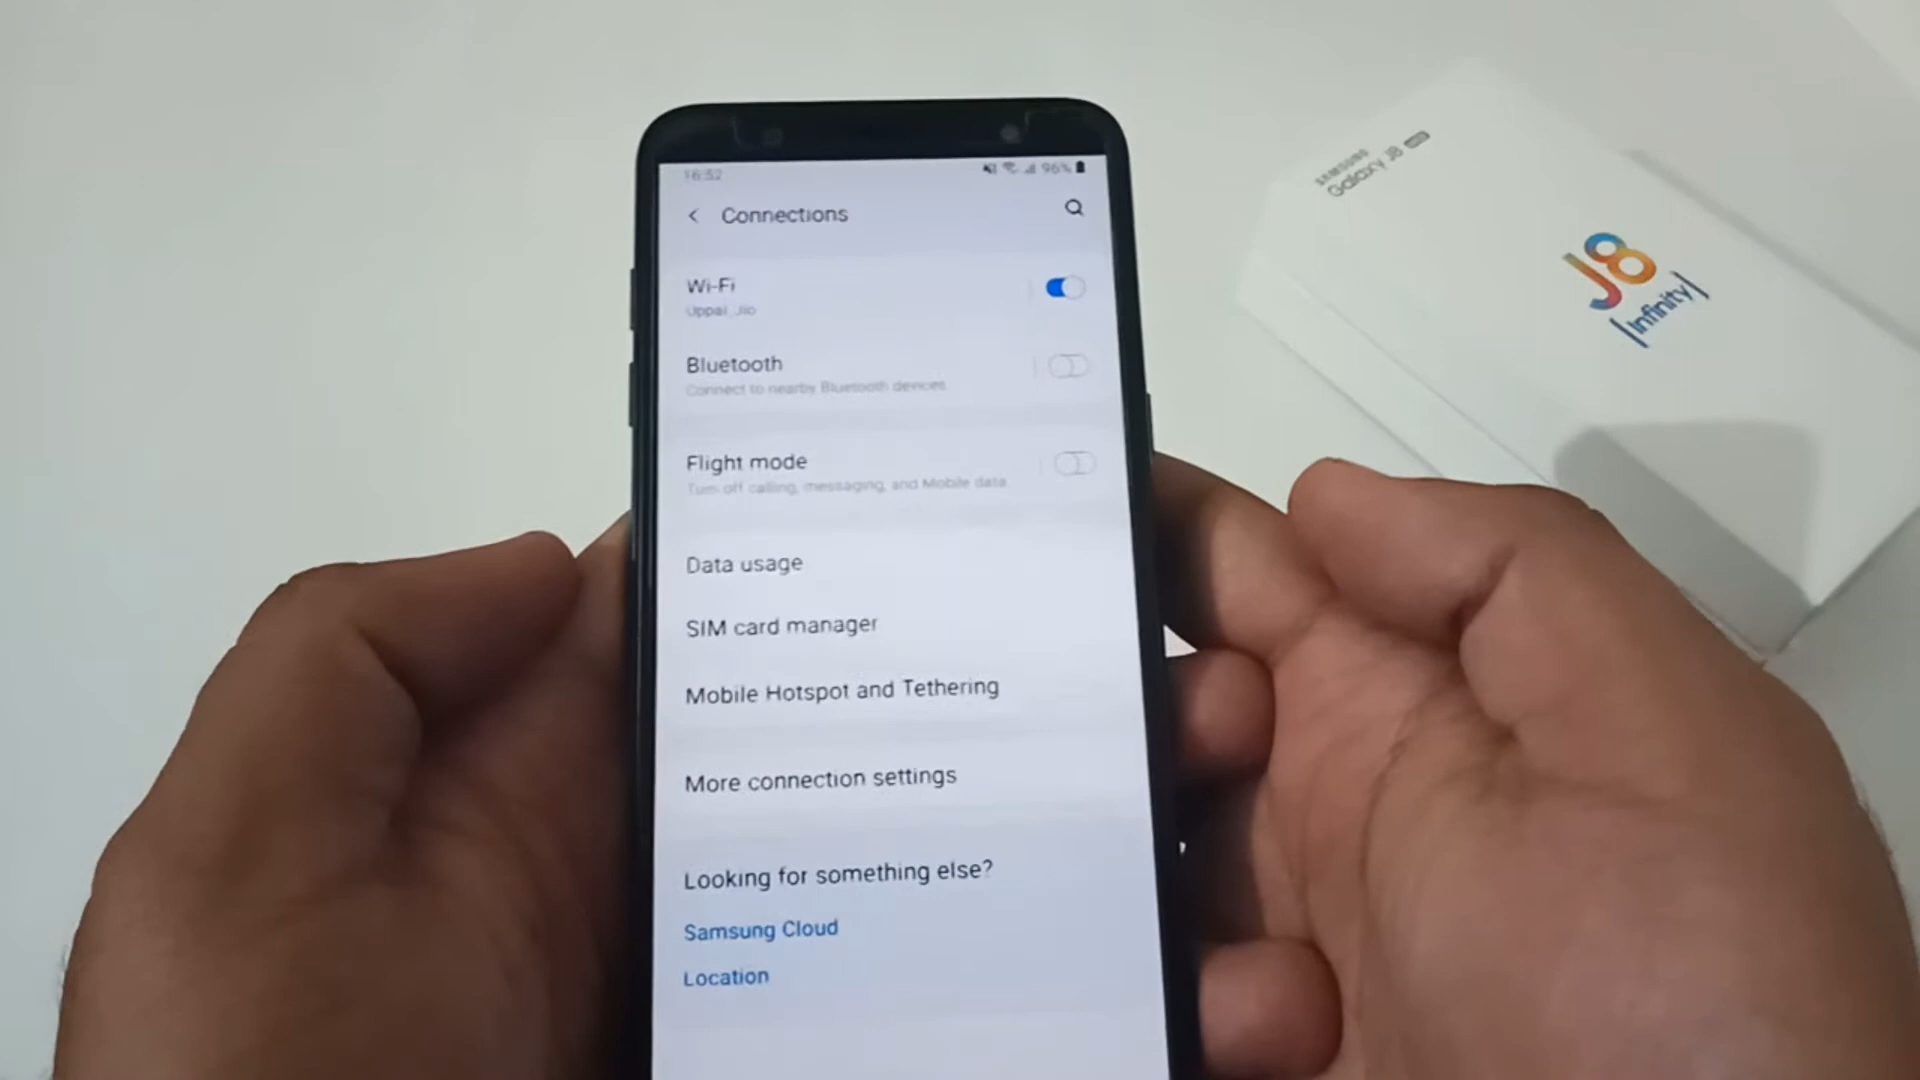 16:52
96%
Connections
Wi-Fi
Uppal_Jio
Bluetooth
Connect to nearby Bluetooth devices.
Flight mode
Turn off calling, messaging, and Mobile data.
Data usage
SIM card manager
Mobile Hotspot and Tethering
More connection settings
Looking for something else?
Samsung Cloud
Location
SAMSUNG
Galaxy J8
J8
Infinity